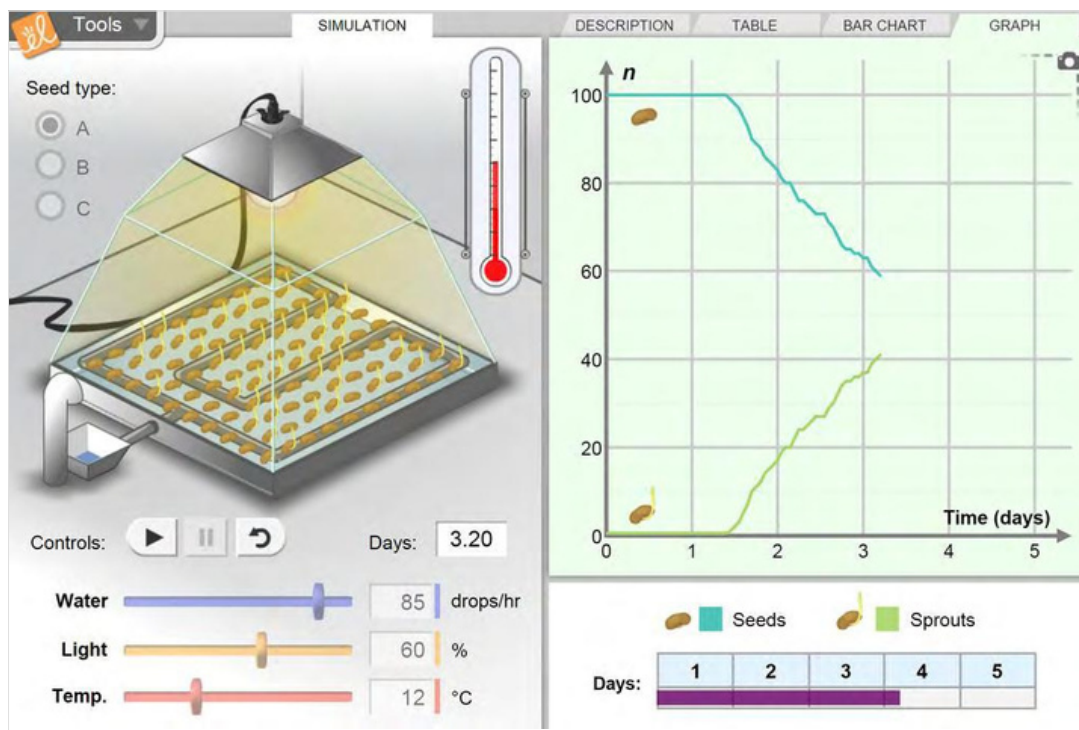 el
Tools
SIMULATION
Seed type:
A
B
C
Controls:
Days:
3.20
Water
85
drops/hr
Light
60
%
Temp.
12
°C
DESCRIPTION
TABLE
BAR CHART
GRAPH
n
100
80
60
40
20
0
0 1 2 3 4 5
Time (days)
Seeds
Sprouts
Days:
1 2 3 4 5